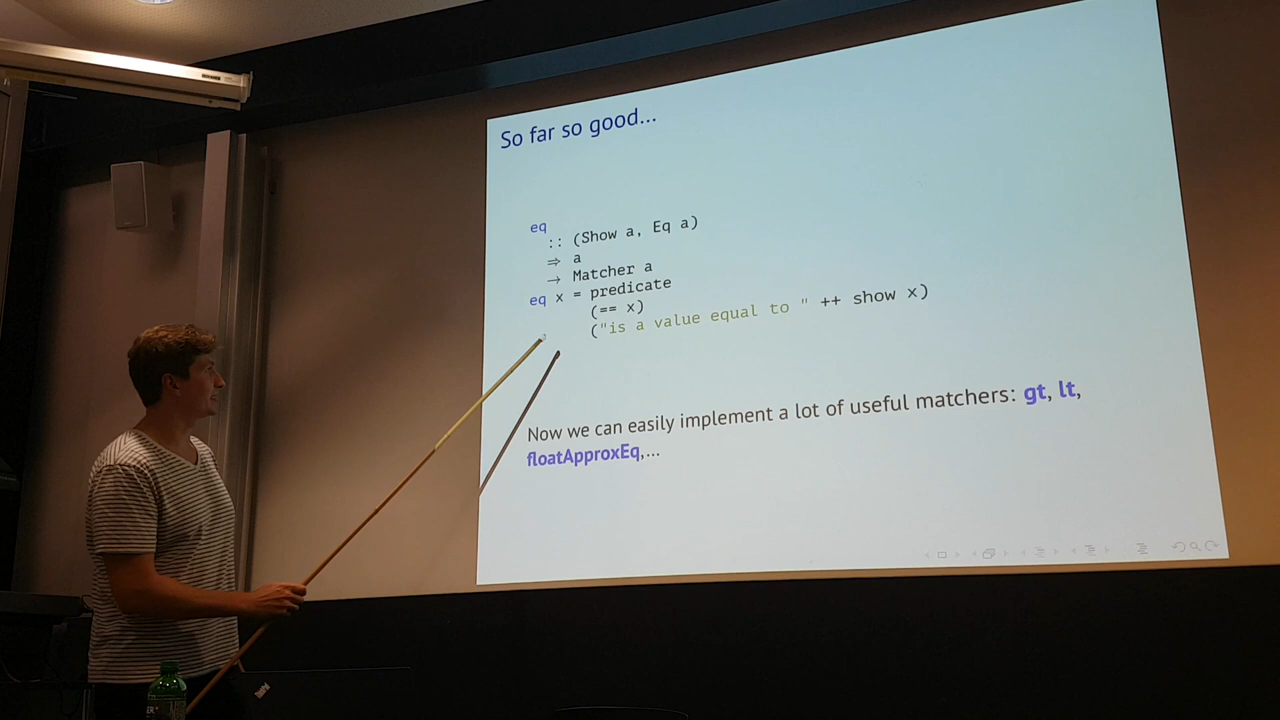 So far so good...
eq
:: (Show a, Eq a)
⇒ a
→ Matcher a
eq x = predicate
(== x)
("is a value equal to " ++ show x)
Now we can easily implement a lot of useful matchers: gt, lt,
floatApproxEq,...